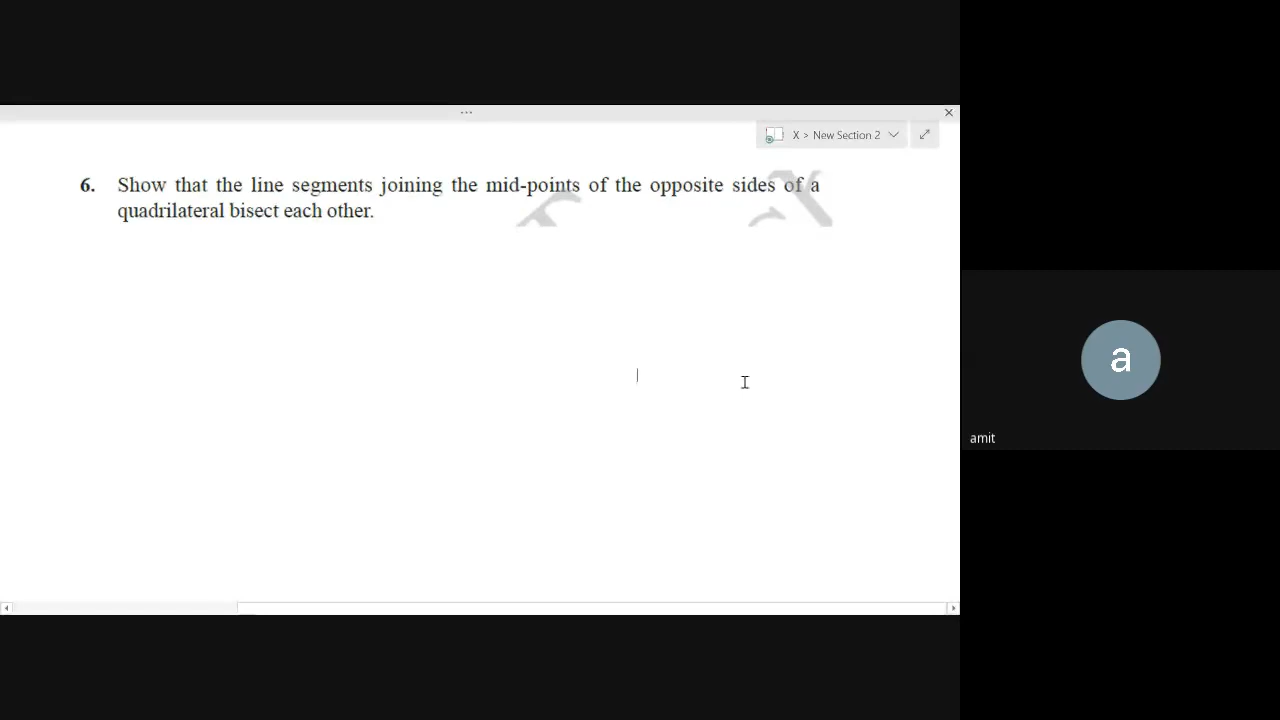 X > New Section 2
6. Show that the line segments joining the mid-points of the opposite sides of a
quadrilateral bisect each other.
a
amit